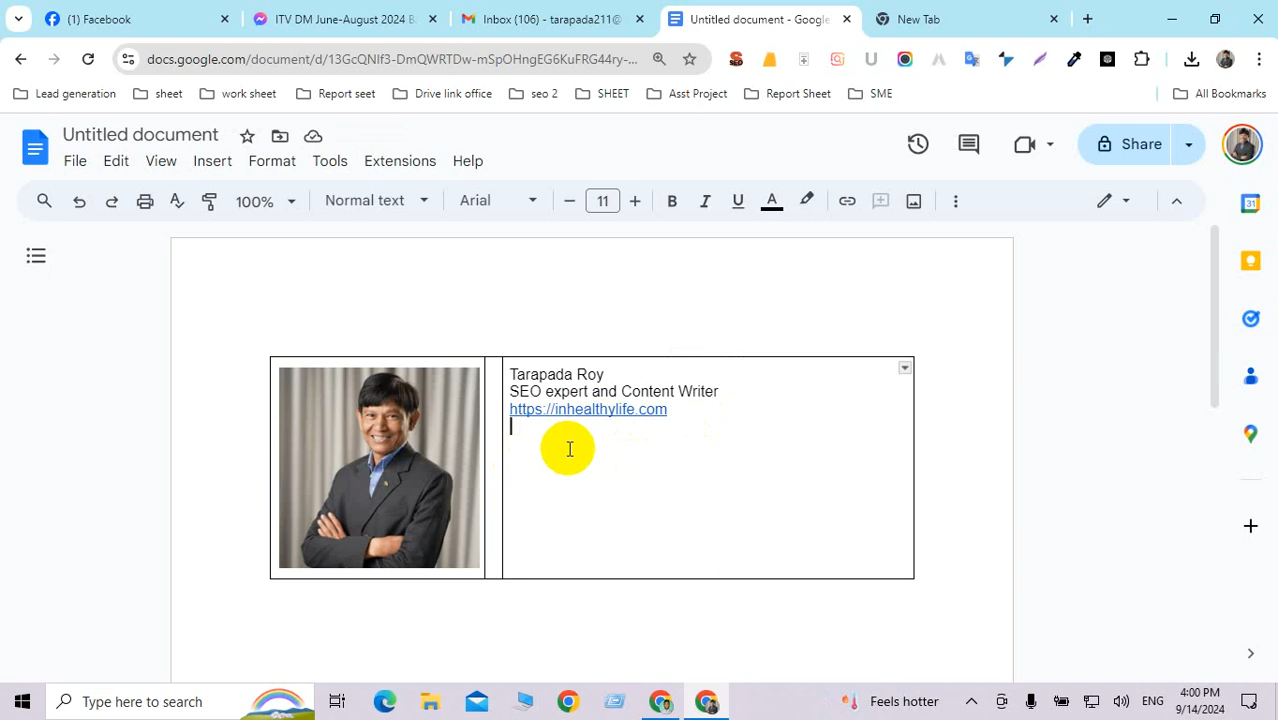 (1) Facebook
ITV DM June-August 2024 B
Inbox (106) - tarapada211@
Untitled document - Google
New Tab
docs.google.com/document/d/13GcQNlf3-DmQWRTDw-mSpOHngEG6KuFRG44ry-...
SEO
Lead generation
sheet
work sheet
Report seet
Drive link office
seo 2
SHEET
Asst Project
Report Sheet
SME
All Bookmarks
Untitled document
File Edit View Insert Format Tools Extensions Help
Share
100% Normal text Arial 11 B I U A
31
Tarapada Roy
SEO expert and Content Writer
https://inhealthylife.com
Type here to search
Feels hotter
ENG
4:00 PM
9/14/2024